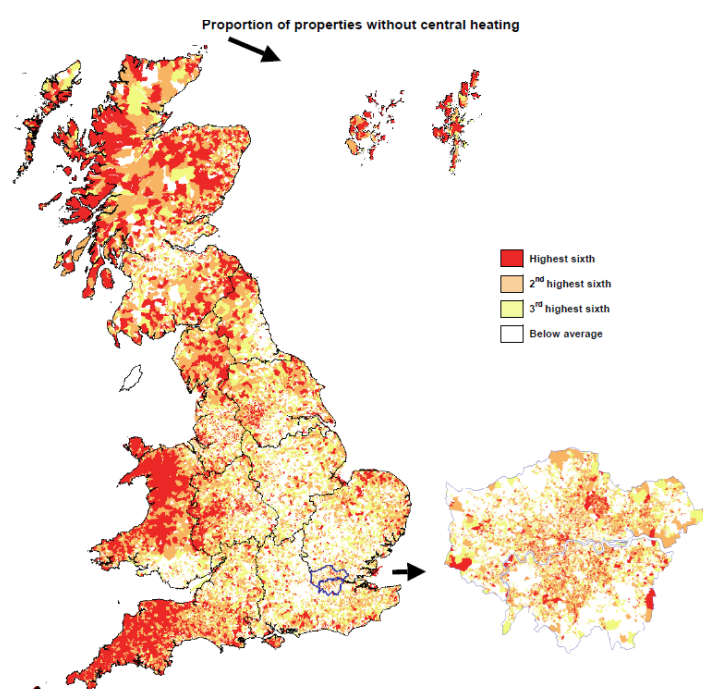 Proportion of properties without central heating
Highest sixth
2nd highest sixth
3rd highest sixth
Below average